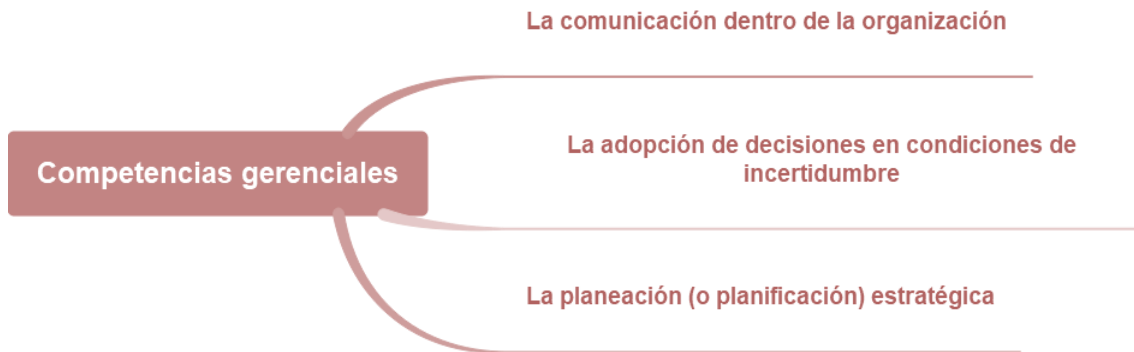 La comunicación dentro de la organización
Competencias gerenciales
La adopción de decisiones en condiciones de
incertidumbre
La planeación (o planificación) estratégica